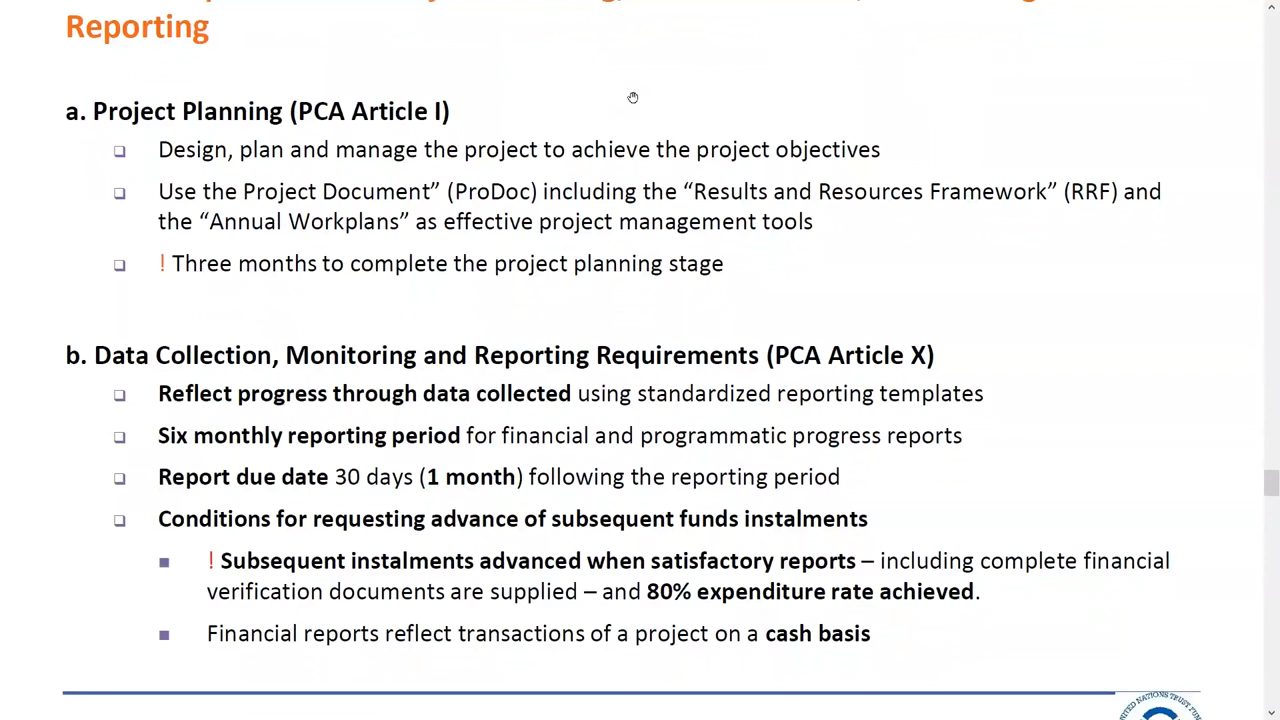 Reporting
a. Project Planning (PCA Article I)
Design, plan and manage the project to achieve the project objectives
Use the Project Document” (ProDoc) including the “Results and Resources Framework” (RRF) and
the “Annual Workplans” as effective project management tools
! Three months to complete the project planning stage
b. Data Collection, Monitoring and Reporting Requirements (PCA Article X)
Reflect progress through data collected using standardized reporting templates
Six monthly reporting period for financial and programmatic progress reports
Report due date 30 days (1 month) following the reporting period
Conditions for requesting advance of subsequent funds instalments
! Subsequent instalments advanced when satisfactory reports – including complete financial
verification documents are supplied – and 80% expenditure rate achieved.
Financial reports reflect transactions of a project on a cash basis
NATIONS TRUST